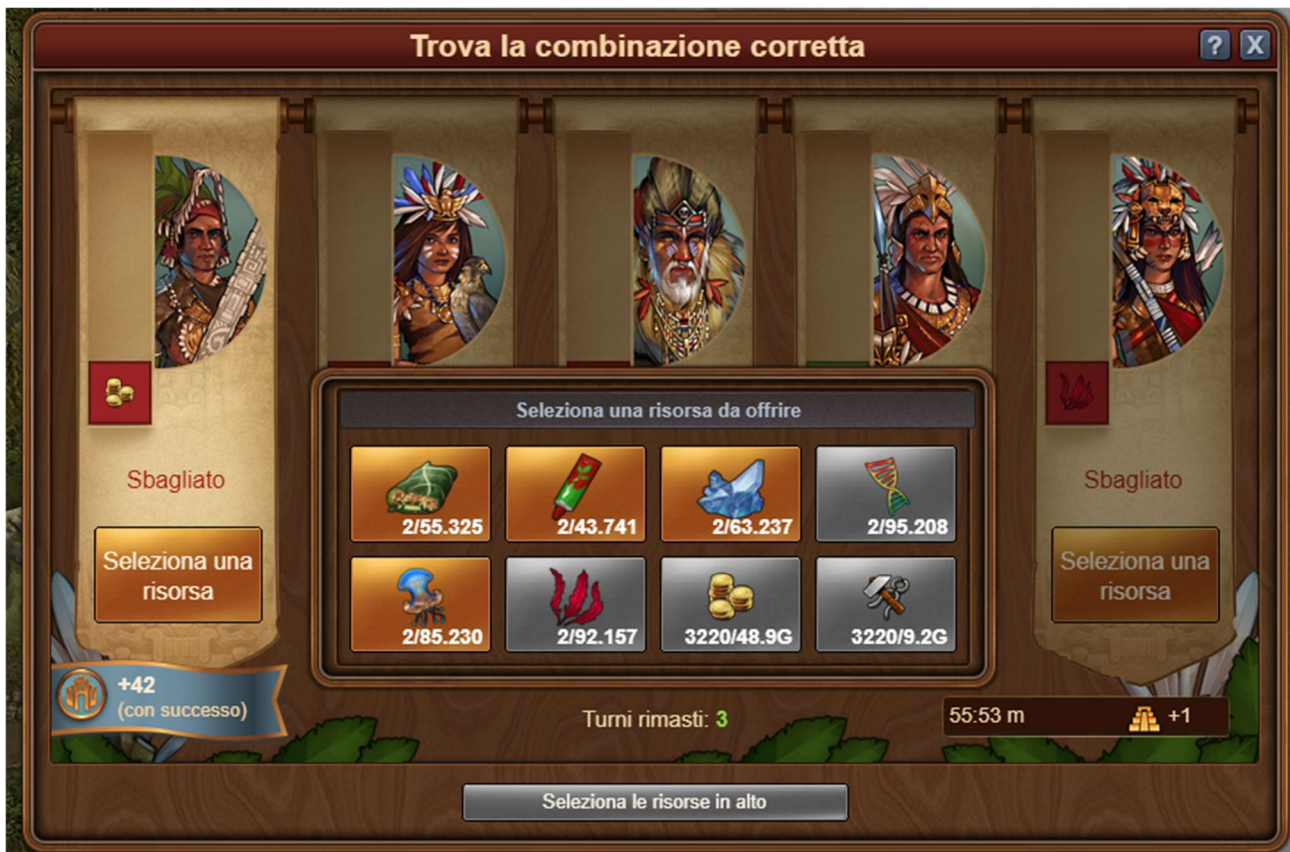 Trova la combinazione corretta
? X
Seleziona una risorsa da offrire
2/55.325
2/43.741
2/63.237
2/95.208
2/85.230
2/92.157
3220/48.9G
3220/9.2G
Sbagliato
Seleziona una
risorsa
Sbagliato
Seleziona una
risorsa
+42
(con successo)
Turni rimasti: 3
55:53 m
+1
Seleziona le risorse in alto